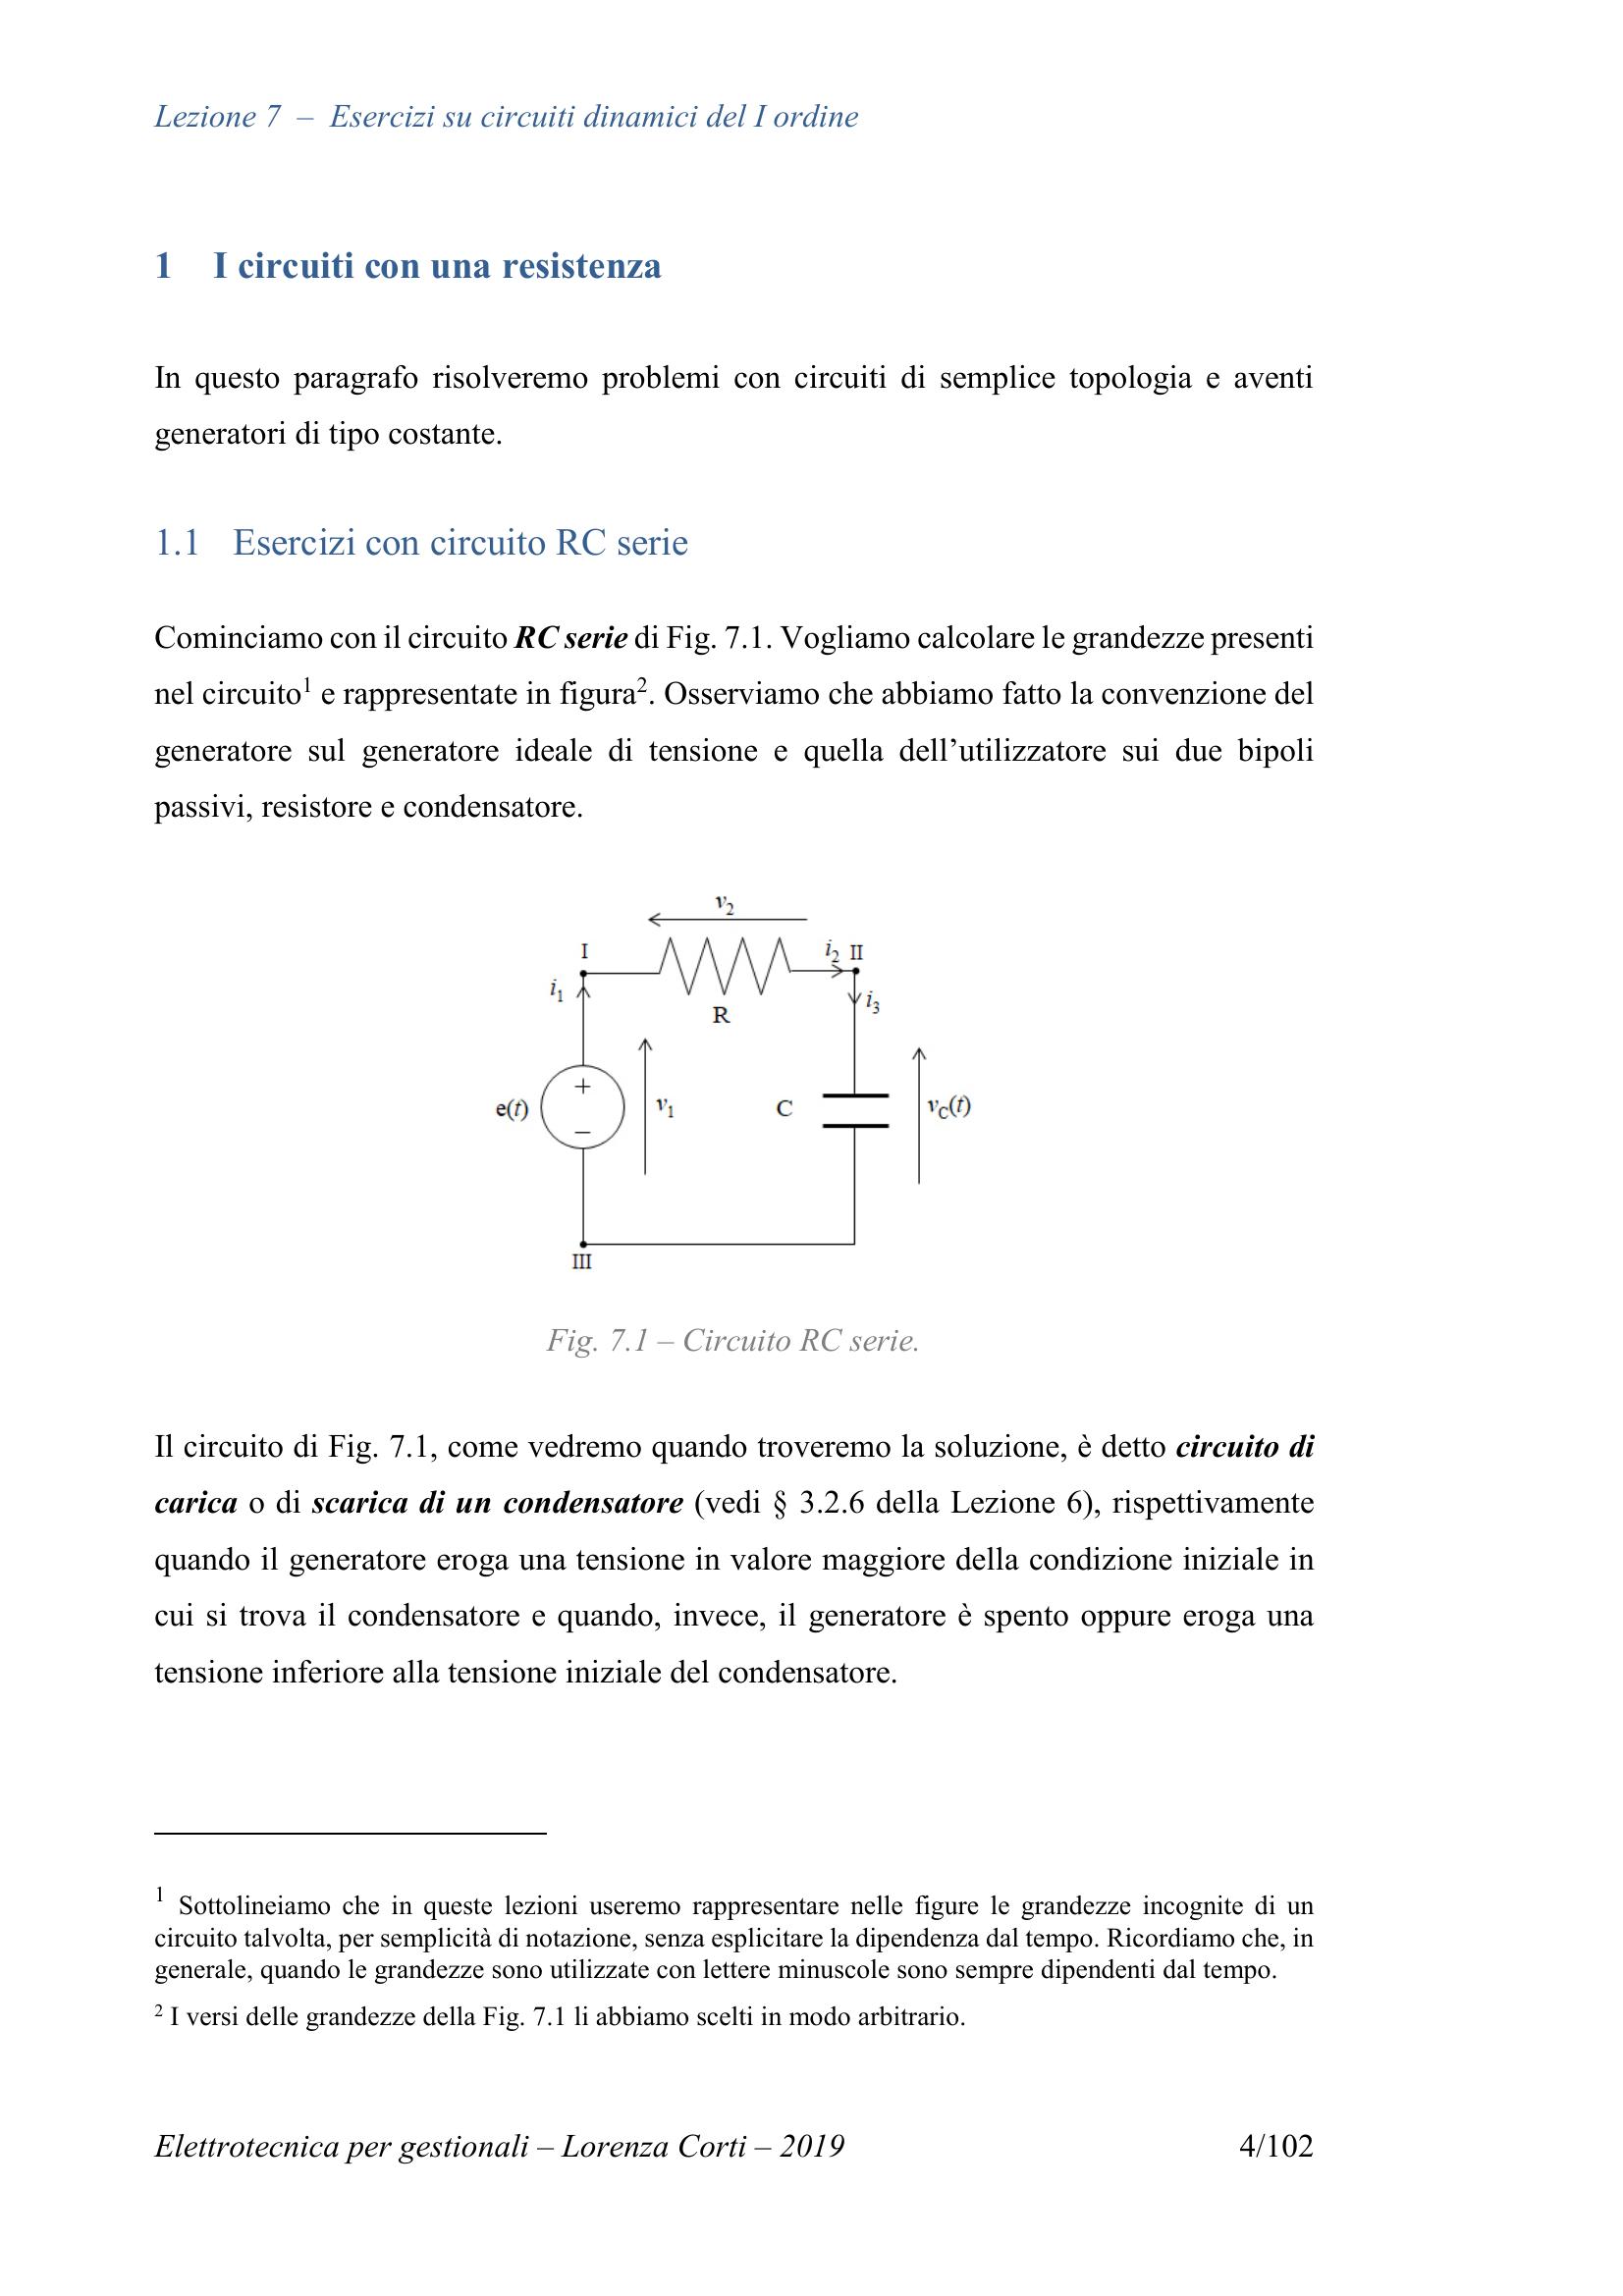 Lezione 7 – Esercizi su circuiti dinamici del I ordine
1 I circuiti con una resistenza
In questo paragrafo risolveremo problemi con circuiti di semplice topologia e aventi
generatori di tipo costante.
1.1 Esercizi con circuito RC serie
Cominciamo con il circuito RC serie di Fig. 7.1. Vogliamo calcolare le grandezze presenti
nel circuito¹ e rappresentate in figura². Osserviamo che abbiamo fatto la convenzione del
generatore sul generatore ideale di tensione e quella dell’utilizzatore sui due bipoli
passivi, resistore e condensatore.
v₂
I
i₂ II
i₁
i₃
R
+
e(t)
v₁
C
v_C(t)
–
III
Fig. 7.1 – Circuito RC serie.
Il circuito di Fig. 7.1, come vedremo quando troveremo la soluzione, è detto circuito di
carica o di scarica di un condensatore (vedi § 3.2.6 della Lezione 6), rispettivamente
quando il generatore eroga una tensione in valore maggiore della condizione iniziale in
cui si trova il condensatore e quando, invece, il generatore è spento oppure eroga una
tensione inferiore alla tensione iniziale del condensatore.
¹ Sottolineiamo che in queste lezioni useremo rappresentare nelle figure le grandezze incognite di un
circuito talvolta, per semplicità di notazione, senza esplicitare la dipendenza dal tempo. Ricordiamo che, in
generale, quando le grandezze sono utilizzate con lettere minuscole sono sempre dipendenti dal tempo.
² I versi delle grandezze della Fig. 7.1 li abbiamo scelti in modo arbitrario.
Elettrotecnica per gestionali – Lorenza Corti – 2019 4/102